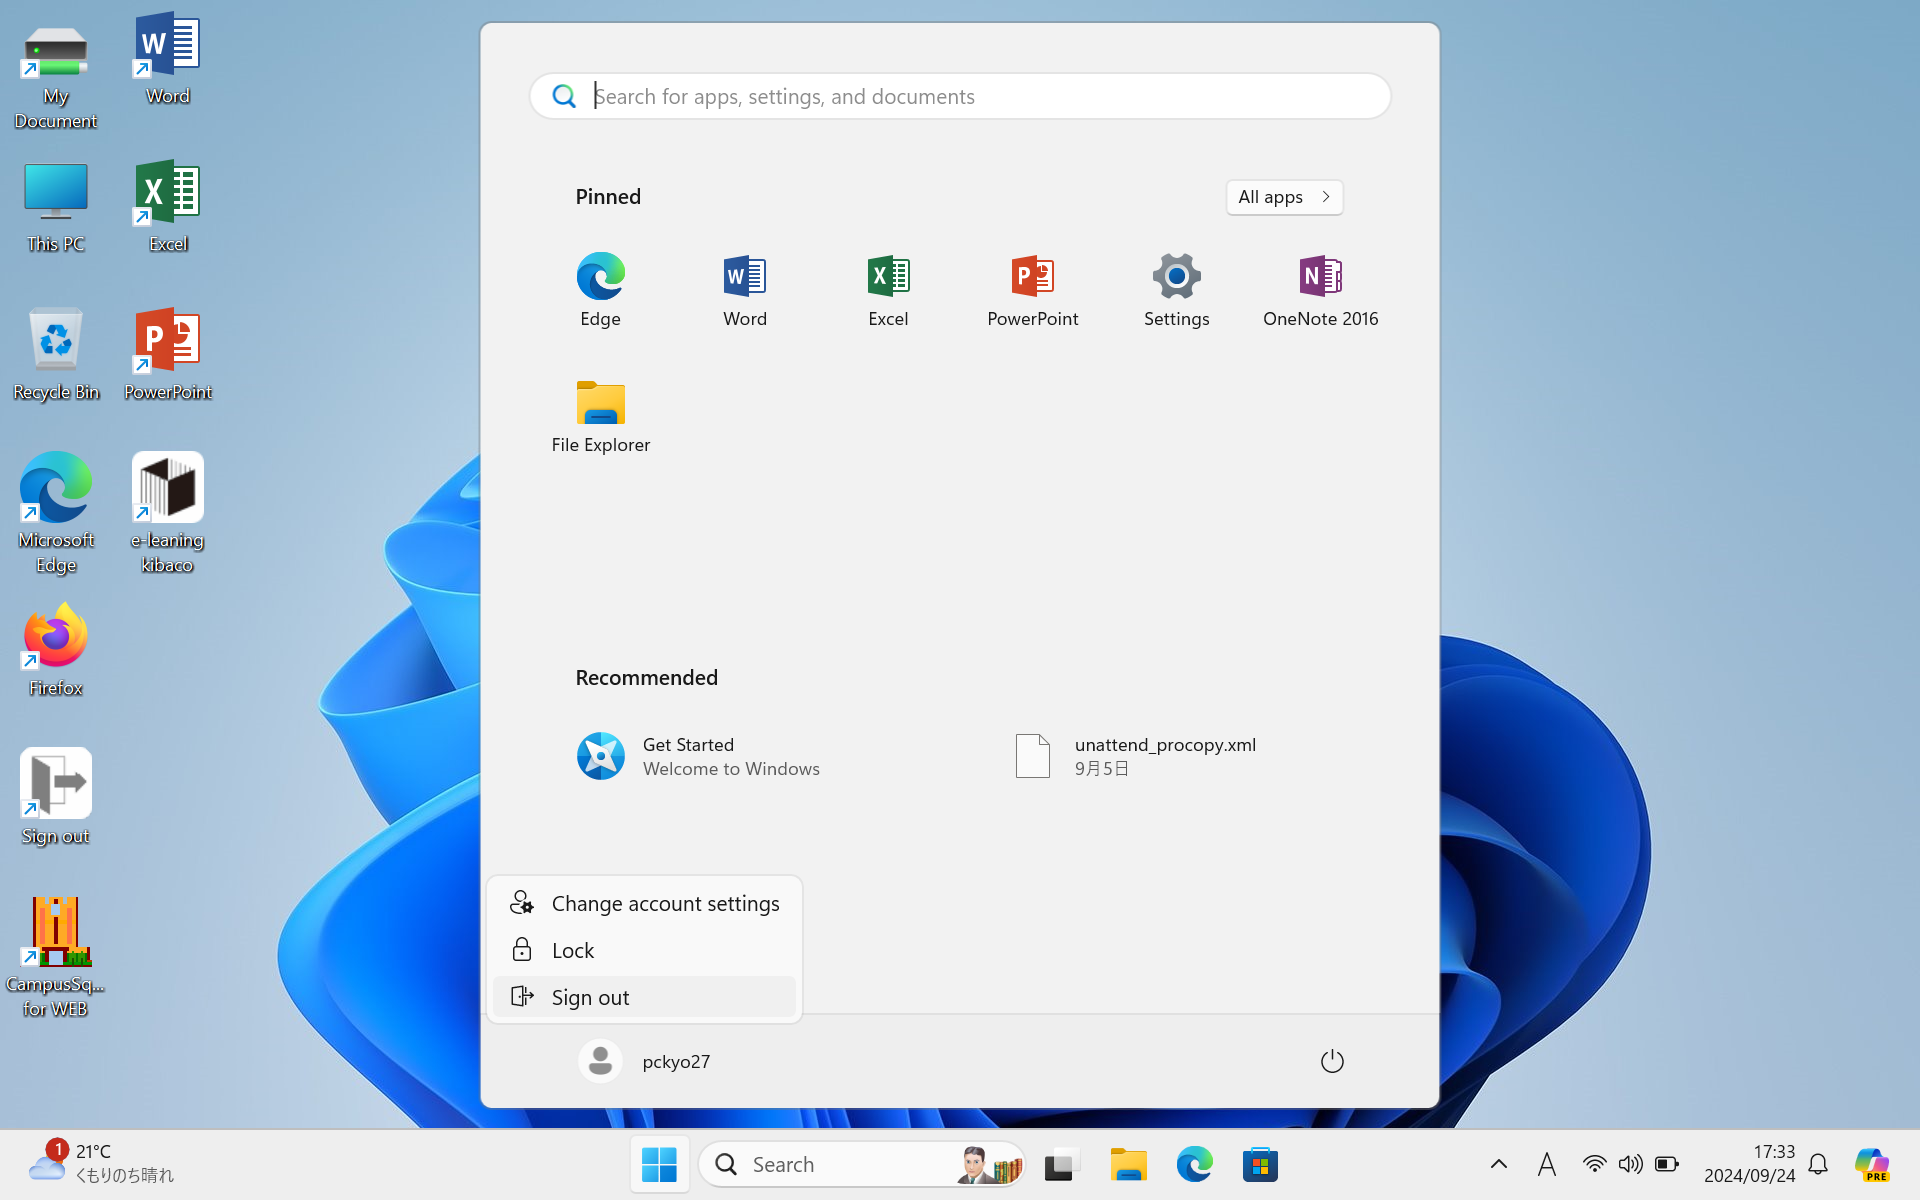 My
Document
Word
This PC
Excel
Recycle Bin
PowerPoint
Microsoft
Edge
e-leaning
kibaco
Firefox
Sign out
CampusSq...
for WEB
Search for apps, settings, and documents
Pinned
All apps
Edge
Word
Excel
PowerPoint
Settings
OneNote 2016
File Explorer
Recommended
Get Started
Welcome to Windows
unattend_procopy.xml
9月5日
Change account settings
Lock
Sign out
pckyo27
1
21°C
くもりのち晴れ
Search
A
17:33
2024/09/24
PRE